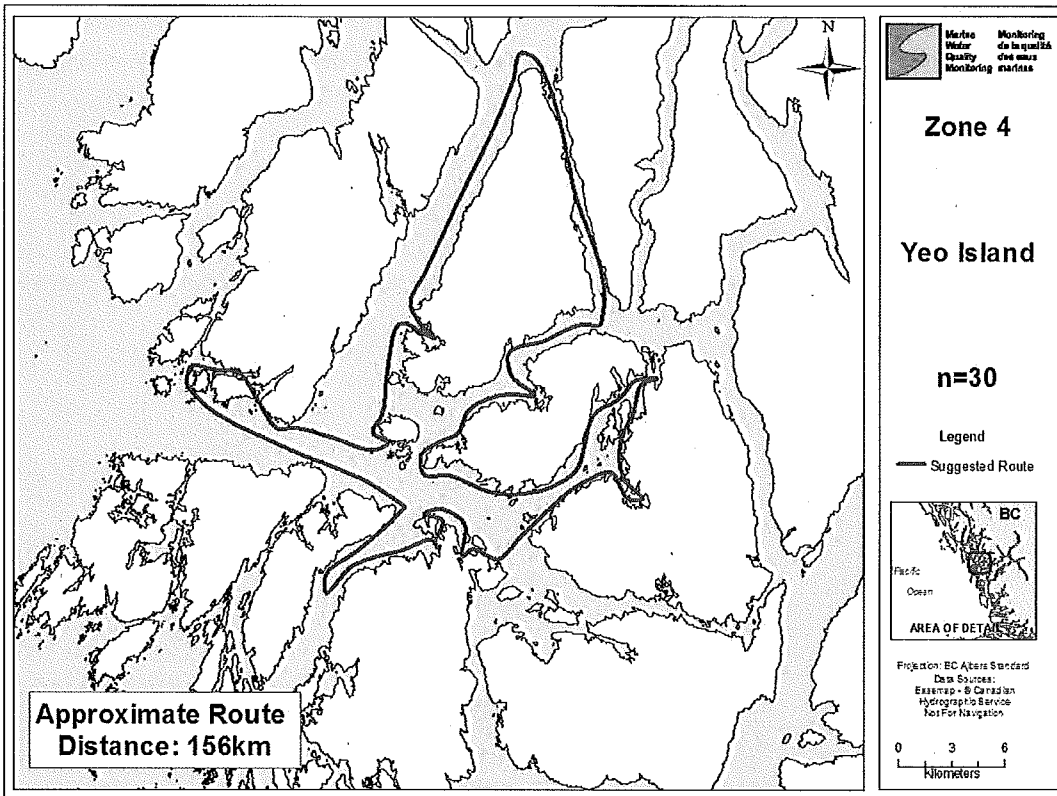 N
Marine Monitoring
Water de la qualité
Quality des eaux
Monitoring marines
Zone 4
Yeo Island
n=30
Legend
Suggested Route
BC
Pacific
Ocean
AREA OF DETAIL
Projection: BC Albers Standard
Data Sources:
Basemap - © Canadian
Hydrographic Service
Not For Navigation
0 3 6
Kilometers
Approximate Route
Distance: 156km